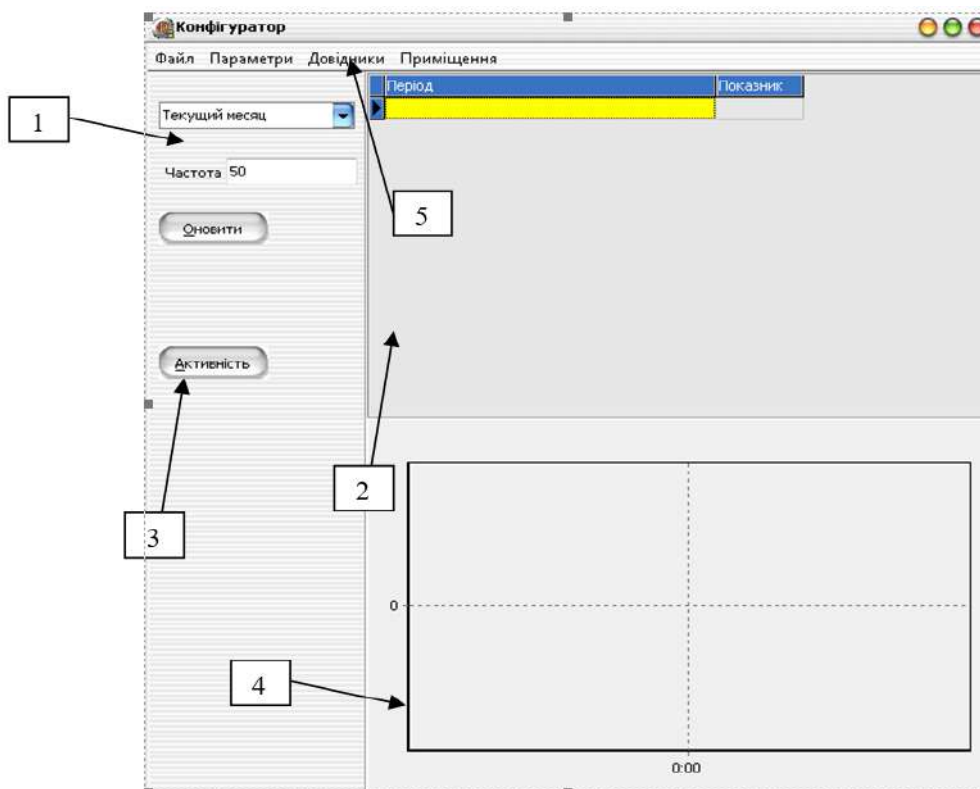 Конфігуратор
Файл Параметри Довідники Приміщення
Період Показник
Текущий месяц
1
Частота 50
5
Оновити
Активність
2
3
0
4
0:00